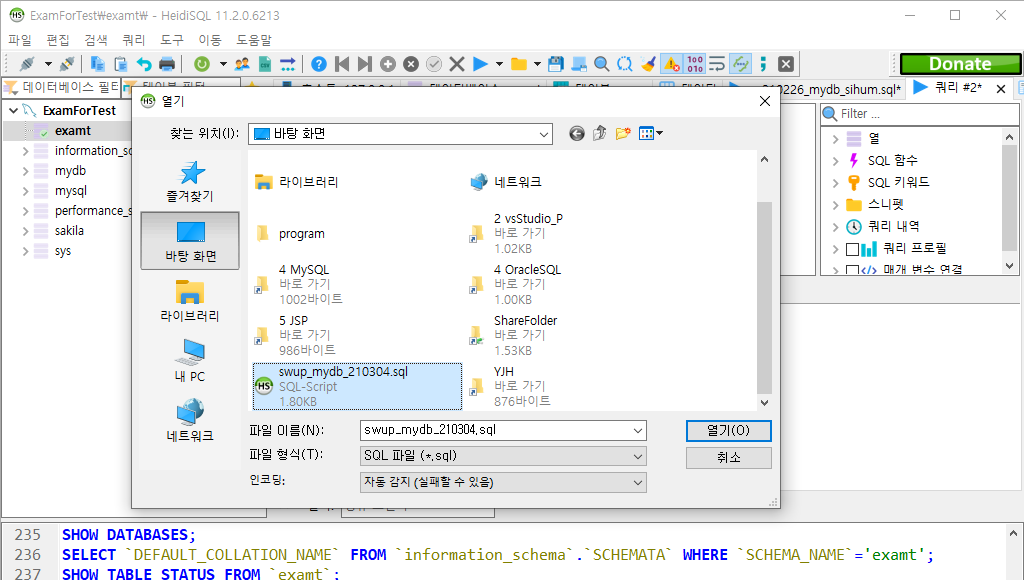 ExamForTest₩examt₩ - HeidiSQL 11.2.0.6213
파일 편집 검색 쿼리 도구 이동 도움말
Donate
데이터베이스 필터
210226_mydb_sihum.sql* 쿼리 #2*
ExamForTest
examt
information_sc
mydb
mysql
performance_s
sakila
sys
열기
찾는 위치(I): 바탕 화면
즐겨찾기
바탕 화면
라이브러리
내 PC
네트워크
라이브러리
네트워크
program
2 vsStudio_P
바로 가기
1.02KB
4 MySQL
바로 가기
1002바이트
4 OracleSQL
바로 가기
1.00KB
5 JSP
바로 가기
986바이트
ShareFolder
바로 가기
1.53KB
swup_mydb_210304.sql
SQL-Script
1.80KB
YJH
바로 가기
876바이트
파일 이름(N): swup_mydb_210304.sql 열기(O)
파일 형식(T): SQL 파일 (*.sql) 취소
인코딩: 자동 감지 (실패할 수 있음)
Filter ...
열
SQL 함수
SQL 키워드
스니펫
쿼리 내역
쿼리 프로필
매개 변수 연결
235 SHOW DATABASES;
236 SELECT `DEFAULT_COLLATION_NAME` FROM `information_schema`.`SCHEMATA` WHERE `SCHEMA_NAME`='examt';
237 SHOW TABLE STATUS FROM `examt`;